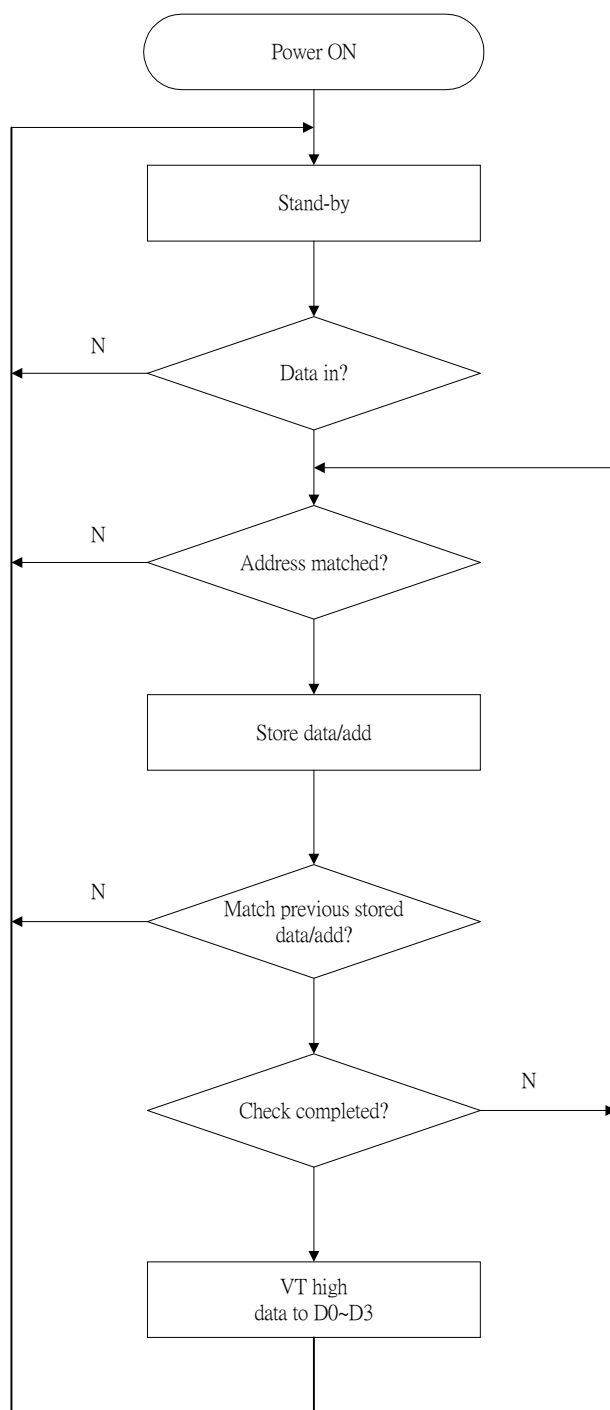 Power ON
Stand-by
N
Data in?
N
Address matched?
Store data/add
N
Match previous stored
data/add?
N
Check completed?
VT high
data to D0~D3